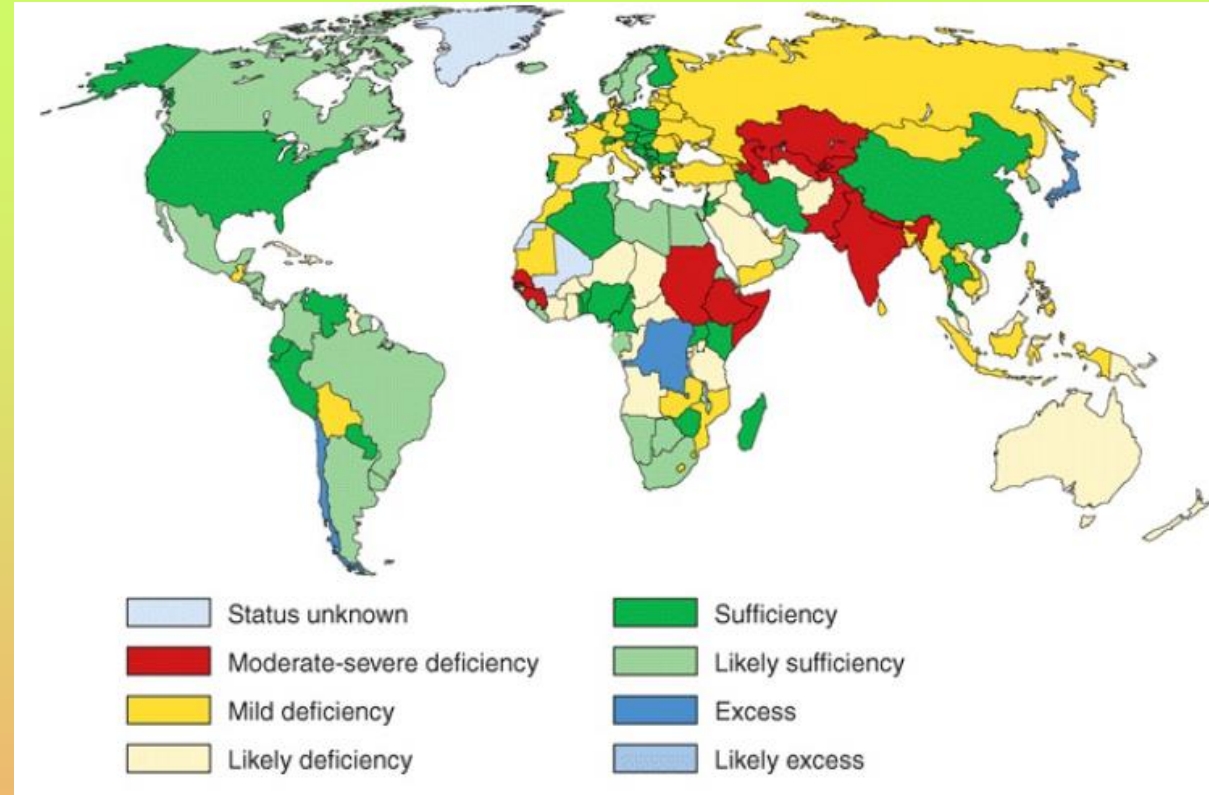 Status unknown
Moderate-severe deficiency
Mild deficiency
Likely deficiency
Sufficiency
Likely sufficiency
Excess
Likely excess